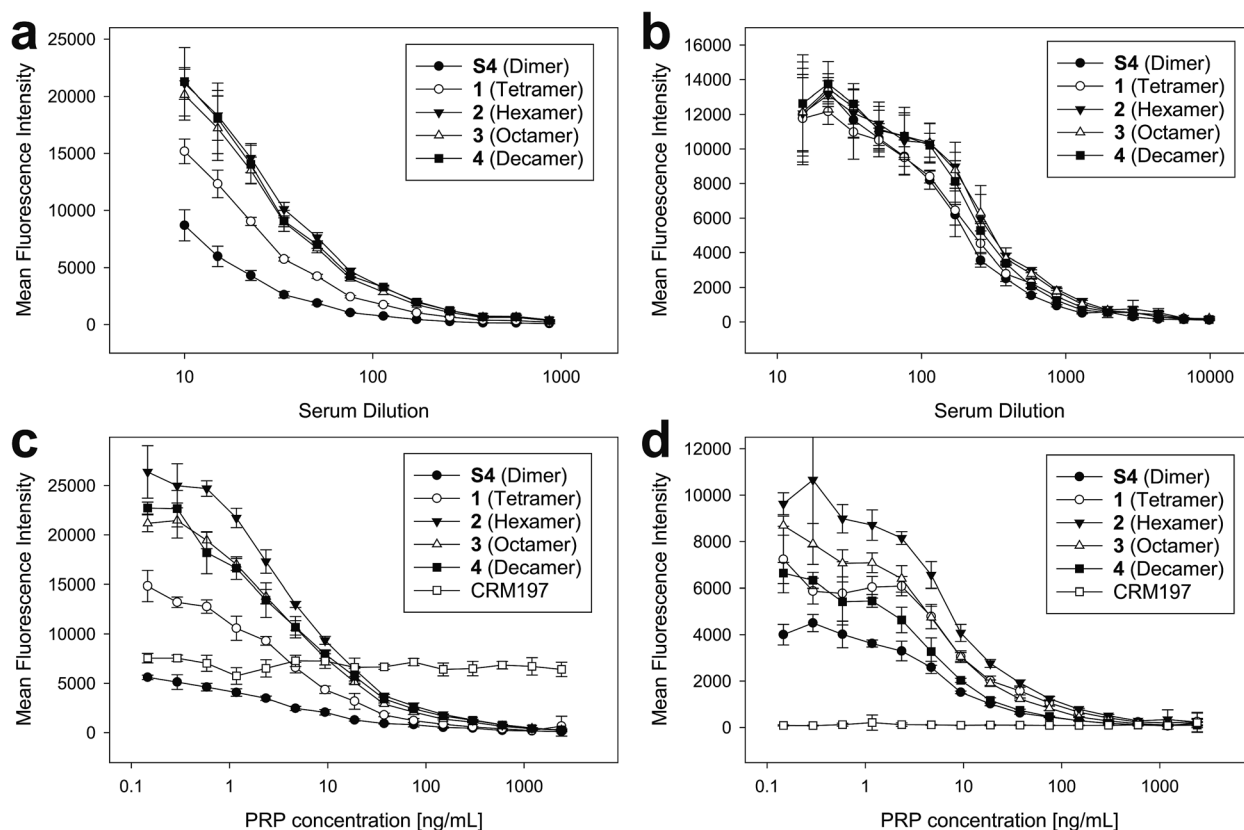 a
Mean Fluorescence Intensity
25000
20000
15000
10000
5000
0
S4 (Dimer)
1 (Tetramer)
2 (Hexamer)
3 (Octamer)
4 (Decamer)
10 100 1000
Serum Dilution
b
Mean Fluroescence Intensity
16000
14000
12000
10000
8000
6000
4000
2000
0
S4 (Dimer)
1 (Tetramer)
2 (Hexamer)
3 (Octamer)
4 (Decamer)
10 100 1000 10000
Serum Dilution
c
Mean Fluorescence Intensity
25000
20000
15000
10000
5000
0
S4 (Dimer)
1 (Tetramer)
2 (Hexamer)
3 (Octamer)
4 (Decamer)
CRM197
0.1 1 10 100 1000
PRP concentration [ng/mL]
d
Mean Fluorescence Intensity
12000
10000
8000
6000
4000
2000
0
S4 (Dimer)
1 (Tetramer)
2 (Hexamer)
3 (Octamer)
4 (Decamer)
CRM197
0.1 1 10 100 1000
PRP concentration [ng/mL]